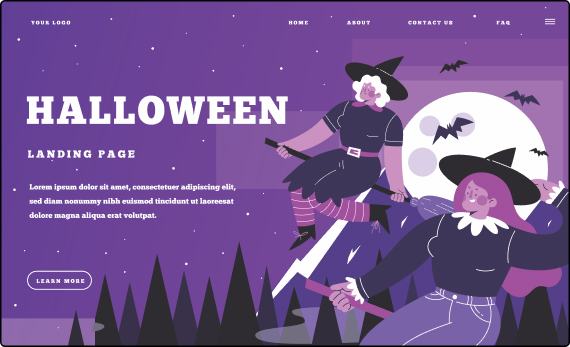 YOUR LOGO
HOME ABOUT CONTACT US FAQ
HALLOWEEN
LANDING PAGE
Lorem ipsum dolor sit amet, consectetuer adipiscing elit,
sed diam nonummy nibh euismod tincidunt ut laoreesat
dolore magna aliqua erat volutpat.
LEARN MORE